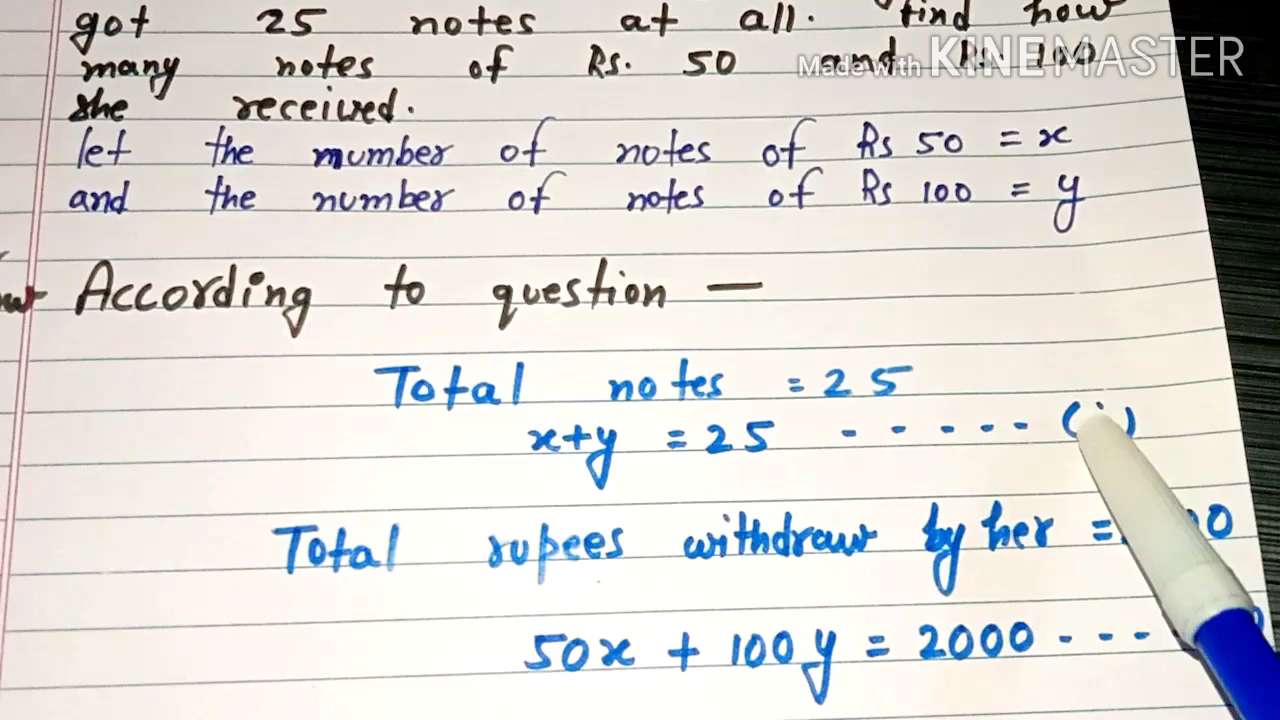 got 25 notes at all. find how
many notes of Rs. 50 and Rs 100
Made with KINEMASTER
she received.
let the number of notes of Rs 50 = x
and the number of notes of Rs 100 = y
According to question —
Total notes = 25
x+y = 25 - - - - - (i)
Total rupees withdraw by her =
50x + 100y = 2000 - - -